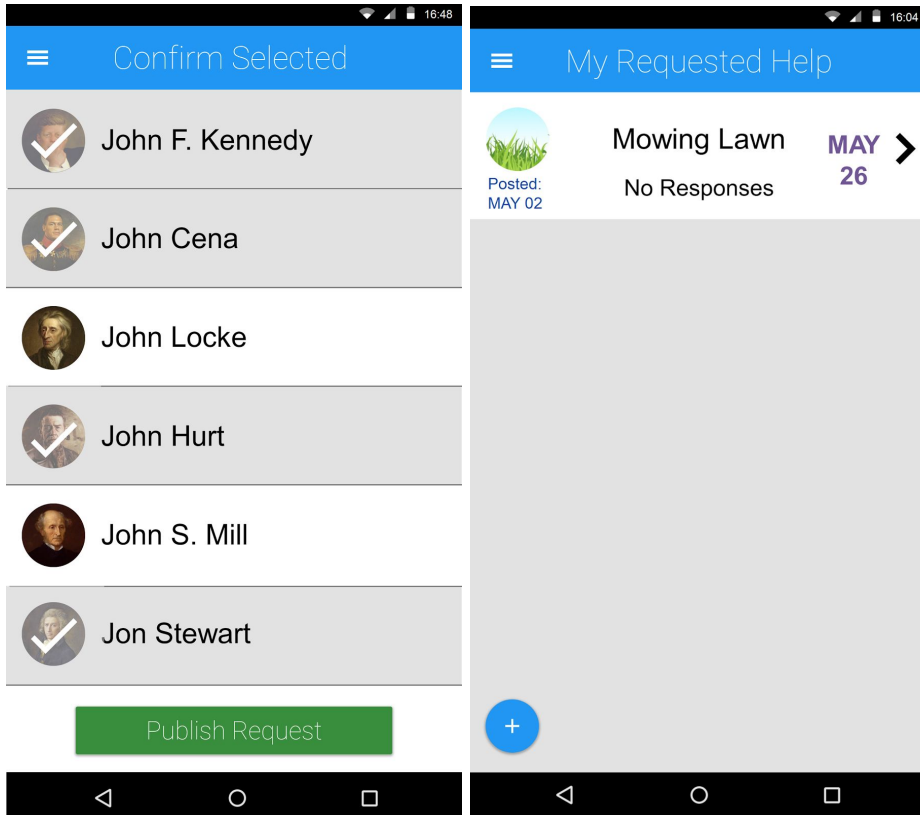 16:48
Confirm Selected
John F. Kennedy
John Cena
John Locke
John Hurt
John S. Mill
Jon Stewart
Publish Request
16:04
My Requested Help
Mowing Lawn
No Responses
Posted:
MAY 02
MAY
26
+